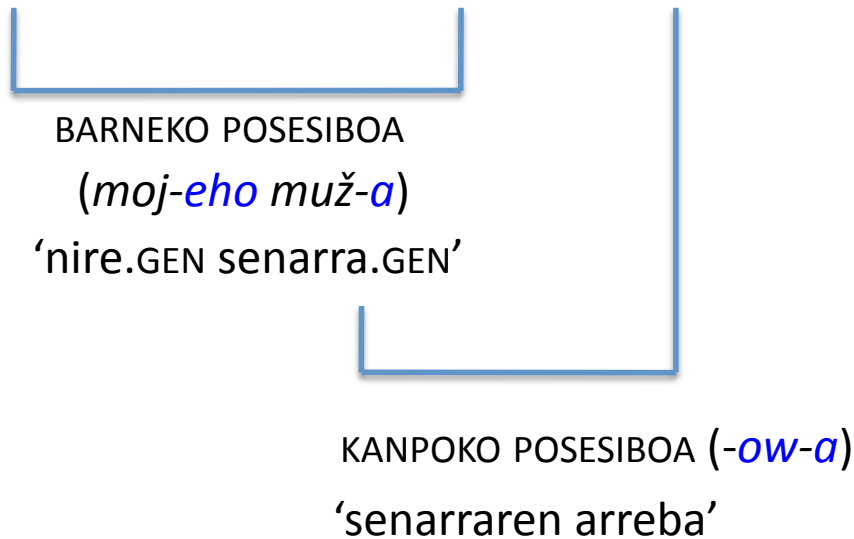 BARNEKO POSESIBOA
(moj-eho muž-a)
‘nire.GEN senarra.GEN’
KANPOKO POSESIBOA (-ow-a)
‘senarraren arreba’